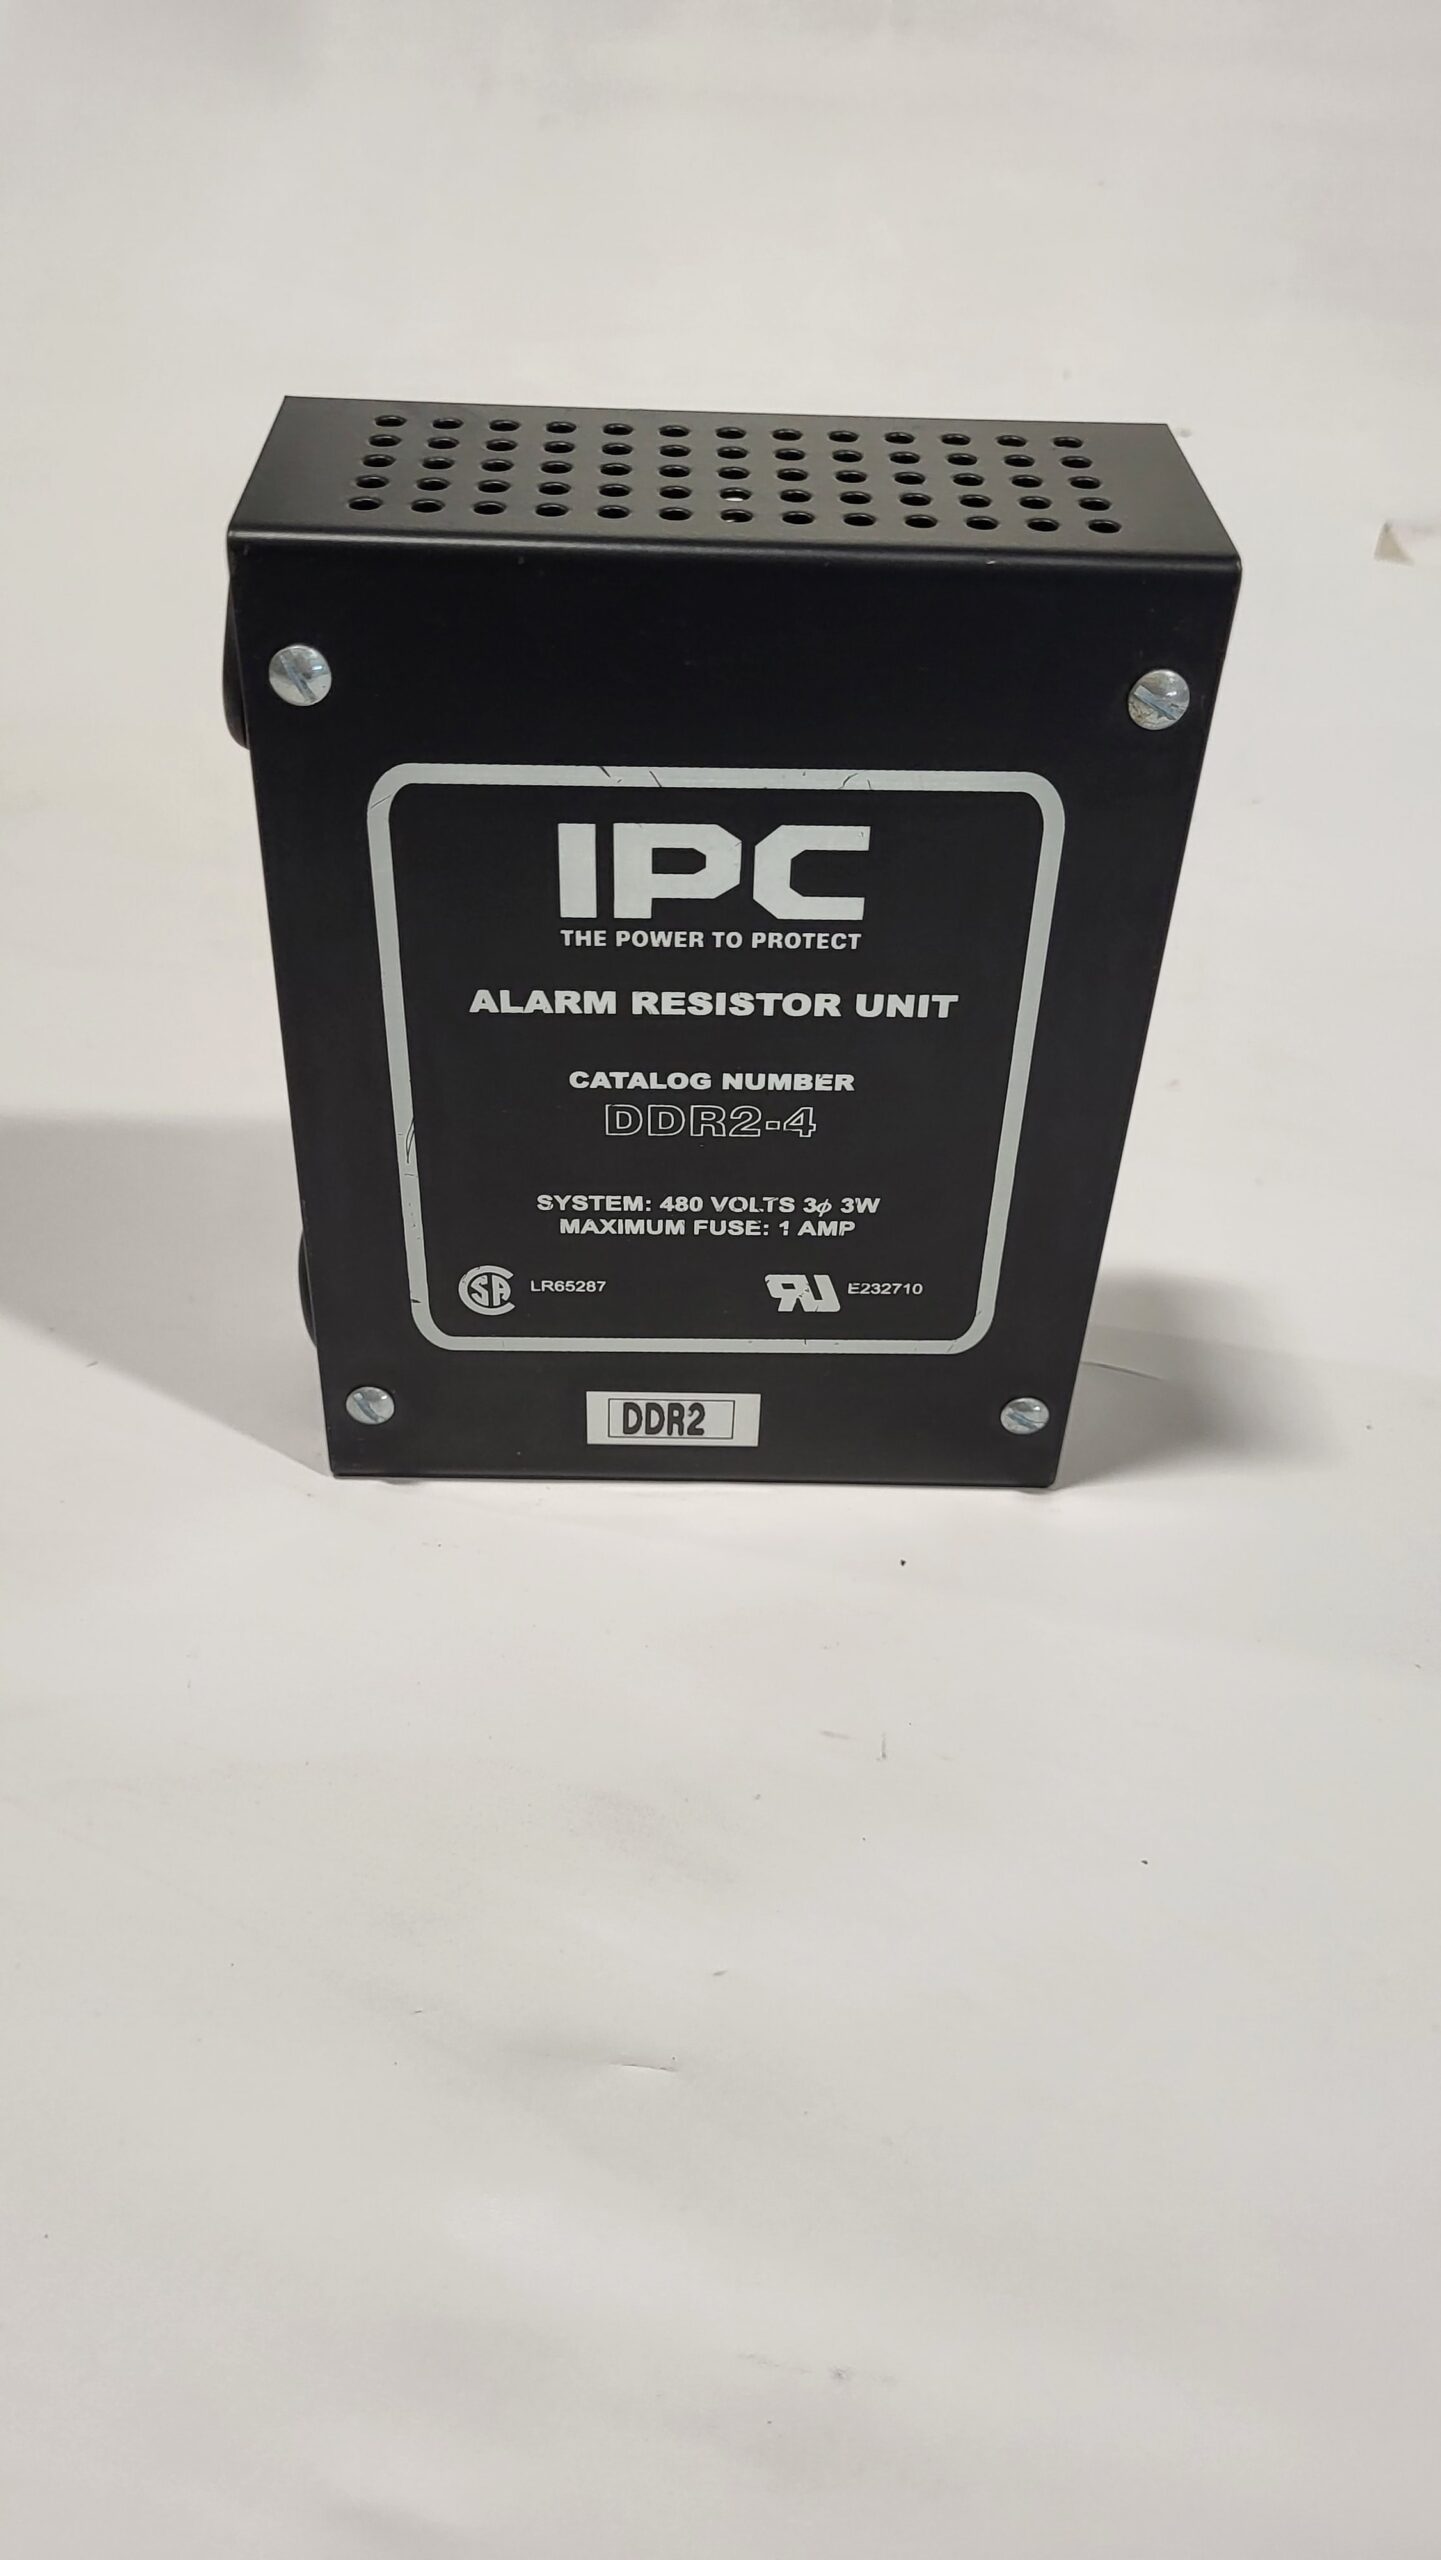 IPC
THE POWER TO PROTECT
ALARM RESISTOR UNIT
CATALOG NUMBER
DDR2-4
SYSTEM: 480 VOLTS 3ϕ 3W
MAXIMUM FUSE: 1 AMP
LR65287
E232710
DDR2